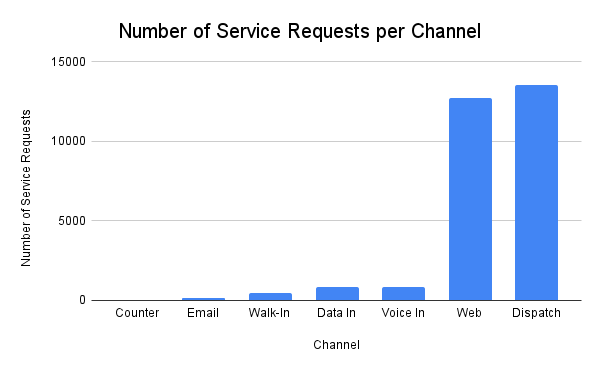 Number of Service Requests per Channel
Number of Service Requests
15000
10000
5000
0
Counter Email Walk-In Data In Voice In Web Dispatch
Channel